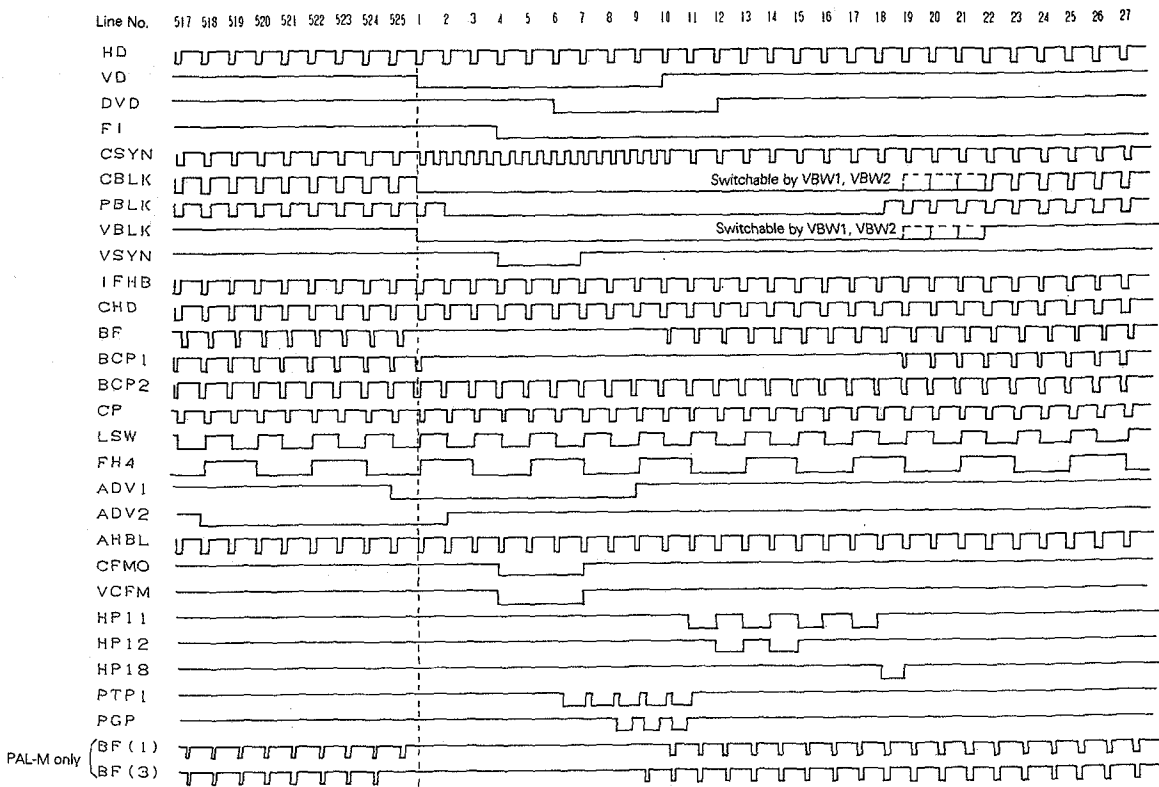 Line No. 517 518 519 520 521 522 523 524 525 1 2 3 4 5 6 7 8 9 10 11 12 13 14 15 16 17 18 19 20 21 22 23 24 25 26 27
HD
VD
DVD
FI
CSYN
CBLK Switchable by VBW1, VBW2
PBLK
VBLK Switchable by VBW1, VBW2
VSYN
IFHB
CHD
BF
BCP1
BCP2
CP
LSW
FH4
ADV1
ADV2
AHBL
CFMO
VCFM
HP11
HP12
HP18
PTP1
PGP
PAL-M only
BF(1)
BF(3)